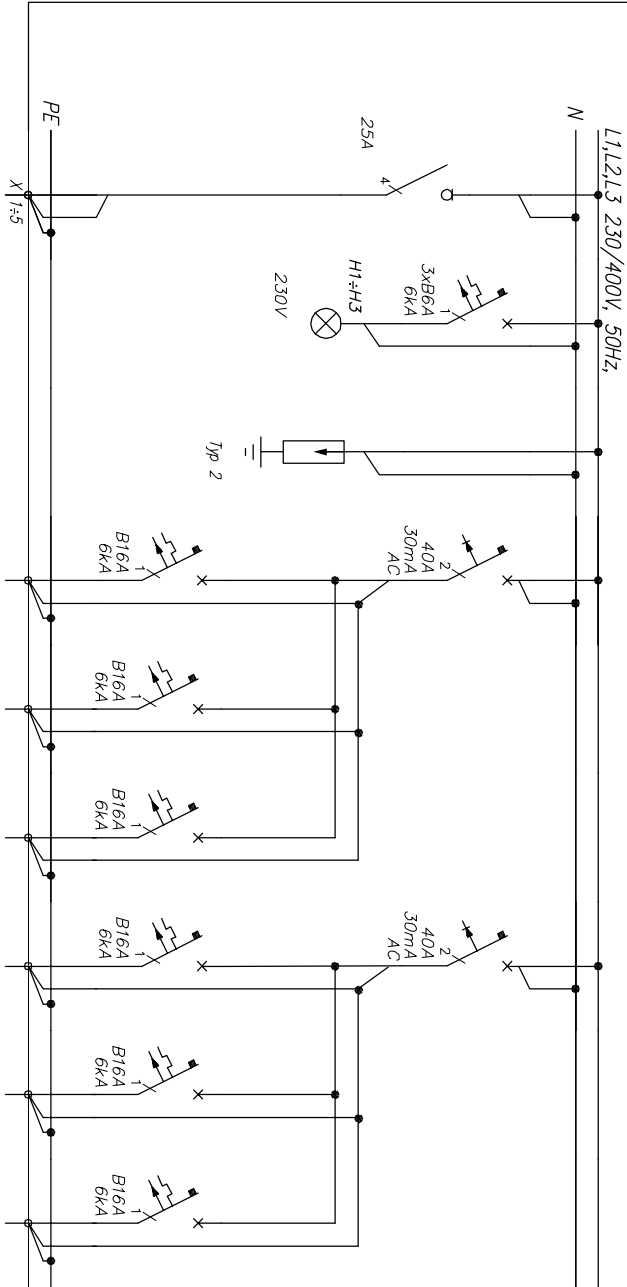 L1,L2,L3 230/400V, 50Hz,
N
PE
25A
4
X 1÷5
3xB6A
6kA
1
H1÷H3
230V
Typ 2
40A
30mA
AC
2
B16A
6kA
1
B16A
6kA
1
B16A
6kA
1
40A
30mA
AC
2
B16A
6kA
1
B16A
6kA
1
B16A
6kA
1